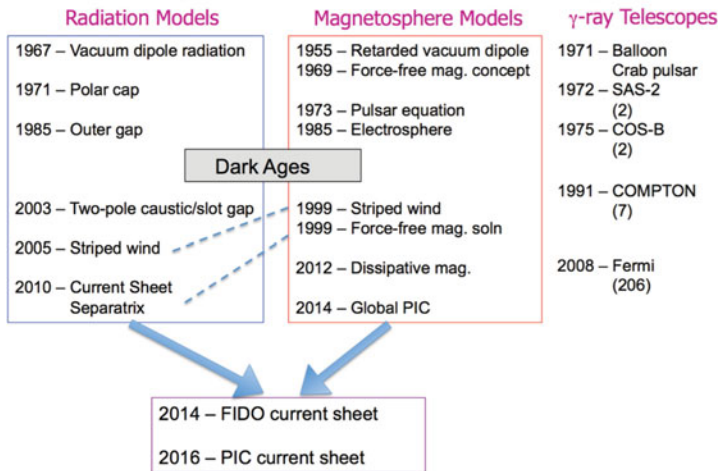 Radiation Models
1967 – Vacuum dipole radiation
1971 – Polar cap
1985 – Outer gap
2003 – Two-pole caustic/slot gap
2005 – Striped wind
2010 – Current Sheet
Separatrix
Magnetosphere Models
1955 – Retarded vacuum dipole
1969 – Force-free mag. concept
1973 – Pulsar equation
1985 – Electrosphere
Dark Ages
1999 – Striped wind
1999 – Force-free mag. soln
2012 – Dissipative mag.
2014 – Global PIC
γ-ray Telescopes
1971 – Balloon
Crab pulsar
1972 – SAS-2
(2)
1975 – COS-B
(2)
1991 – COMPTON
(7)
2008 – Fermi
(206)
2014 – FIDO current sheet
2016 – PIC current sheet